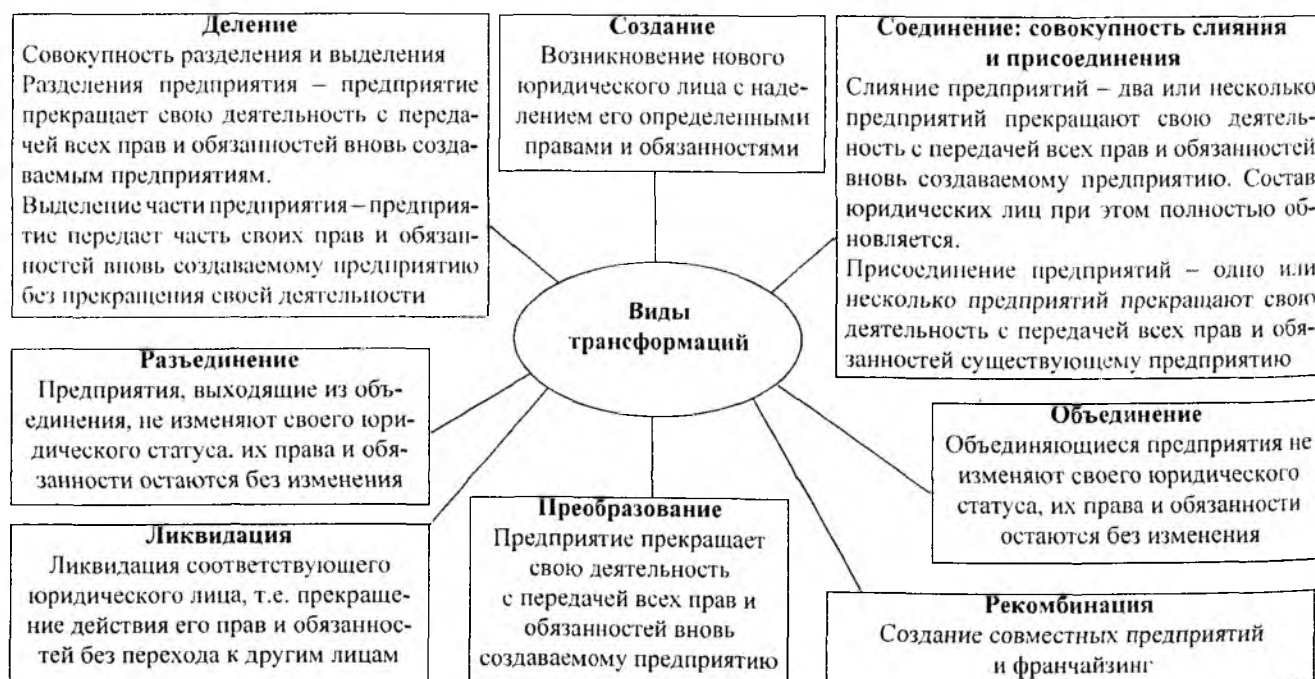 Деление
Совокупность разделения и выделения
Разделения предприятия – предприятие
прекращает свою деятельность с переда-
чей всех прав и обязанностей вновь созда-
ваемым предприятиям.
Выделение части предприятия – предприя-
тие передает часть своих прав и обязан-
ностей вновь создаваемому предприятию
без прекращения своей деятельности
Создание
Возникновение нового
юридического лица с наде-
лением его определенными
правами и обязанностями
Соединение: совокупность слияния
и присоединения
Слияние предприятий – два или несколько
предприятий прекращают свою деятель-
ность с передачей всех прав и обязанностей
вновь создаваемому предприятию. Состав
юридических лиц при этом полностью об-
новляется.
Присоединение предприятий – одно или
несколько предприятий прекращают свою
деятельность с передачей всех прав и обя-
занностей существующему предприятию
Виды
трансформаций
Разъединение
Предприятия, выходящие из объ-
единения, не изменяют своего юри-
дического статуса. их права и обя-
занности остаются без изменения
Объединение
Объединяющиеся предприятия не
изменяют своего юридического
статуса, их права и обязанности
остаются без изменения
Ликвидация
Ликвидация соответствующего
юридического лица, т.е. прекраще-
ние действия его прав и обязаннос-
тей без перехода к другим лицам
Преобразование
Предприятие прекращает
свою деятельность
с передачей всех прав и
обязанностей вновь
создаваемому предприятию
Рекомбинация
Создание совместных предприятий
и франчайзинг